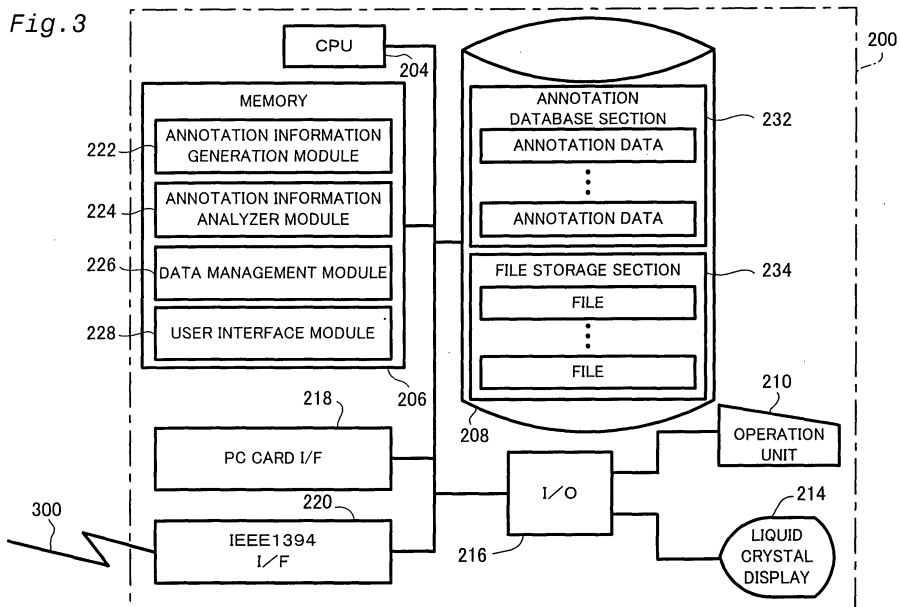 Fig.3
CPU
204
200
MEMORY
222
ANNOTATION INFORMATION
GENERATION MODULE
224
ANNOTATION INFORMATION
ANALYZER MODULE
226
DATA MANAGEMENT MODULE
228
USER INTERFACE MODULE
206
ANNOTATION
DATABASE SECTION
232
ANNOTATION DATA
ANNOTATION DATA
FILE STORAGE SECTION
234
FILE
FILE
208
218
PC CARD I/F
220
300
IEEE1394
I/F
I/O
216
210
OPERATION
UNIT
214
LIQUID
CRYSTAL
DISPLAY